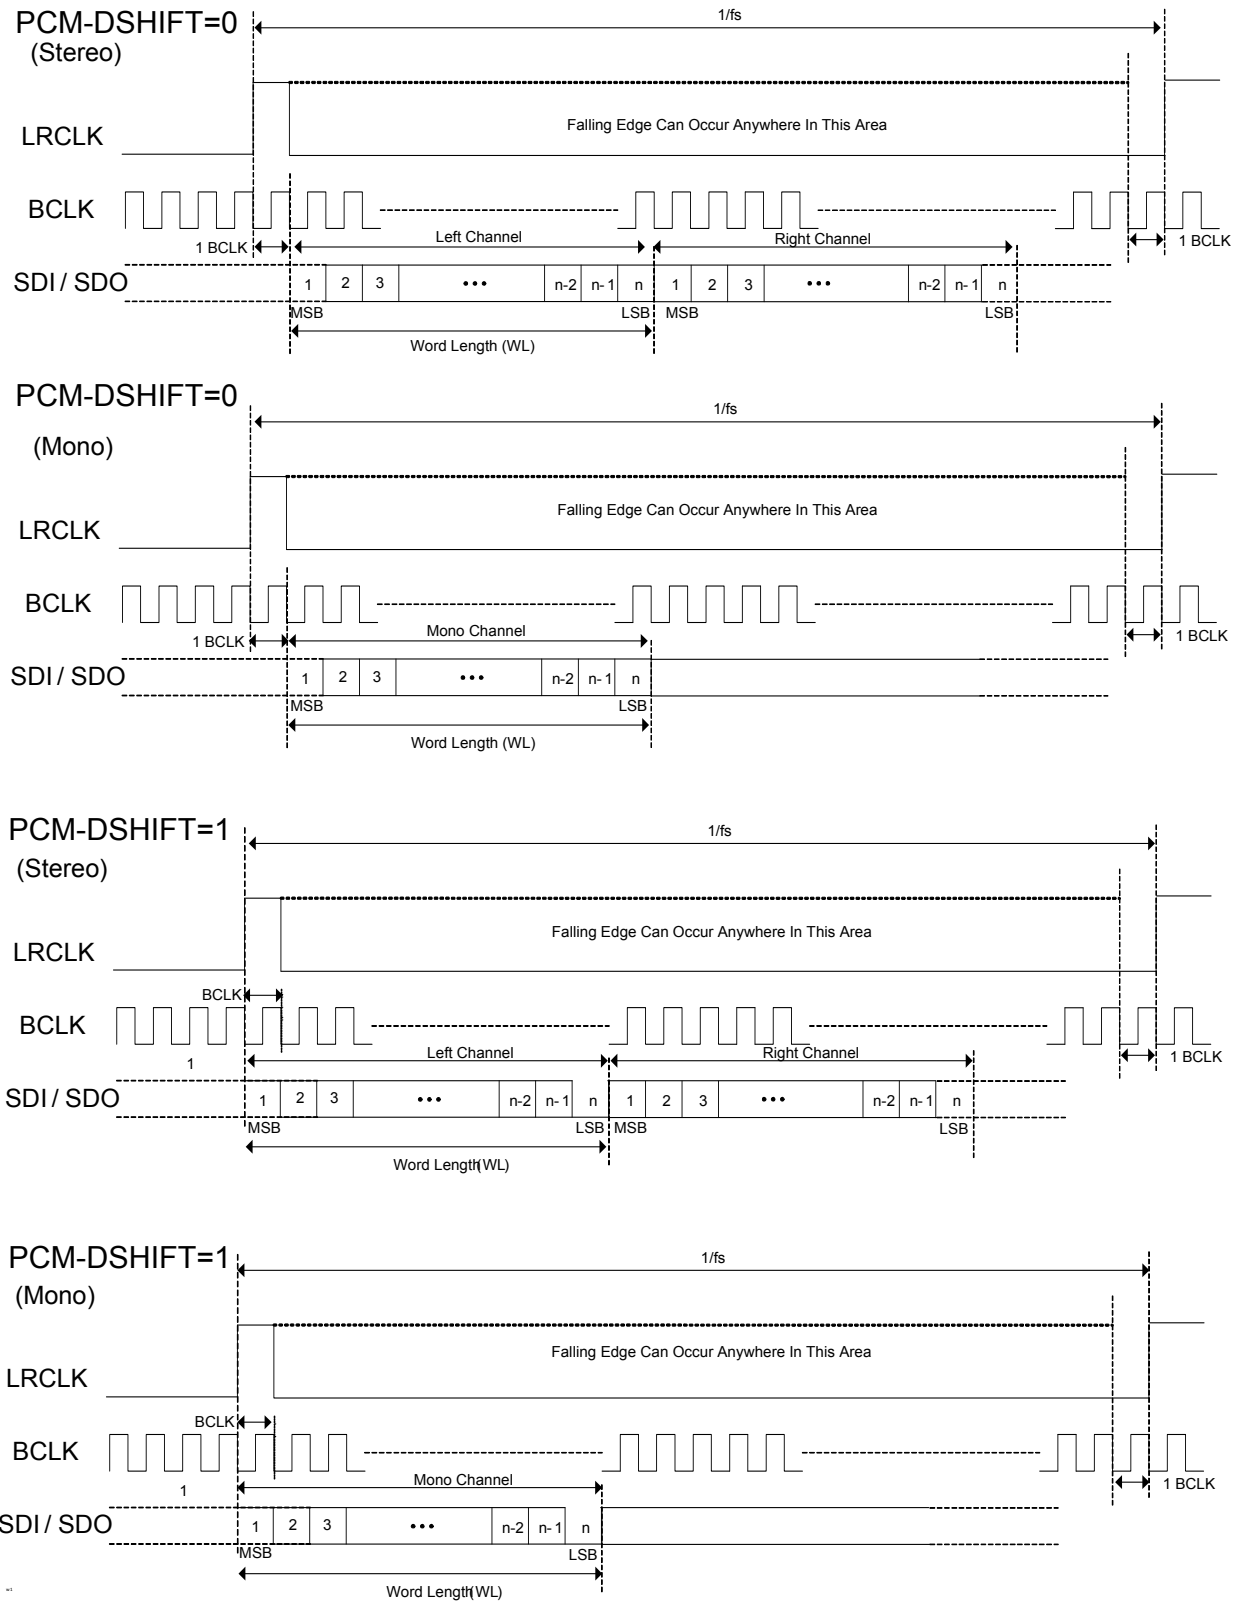 PCM-DSHIFT=0
(Stereo)
1/fs
LRCLK
Falling Edge Can Occur Anywhere In This Area
BCLK
1 BCLK
Left Channel
Right Channel
1 BCLK
SDI / SDO
1 2 3 ••• n-2 n-1 n 1 2 3 ••• n-2 n-1 n
MSB LSB MSB LSB
Word Length (WL)
PCM-DSHIFT=0
(Mono)
1/fs
LRCLK
Falling Edge Can Occur Anywhere In This Area
BCLK
1 BCLK
Mono Channel
1 BCLK
SDI / SDO
1 2 3 ••• n-2 n-1 n
MSB LSB
Word Length (WL)
PCM-DSHIFT=1
(Stereo)
1/fs
LRCLK
Falling Edge Can Occur Anywhere In This Area
BCLK
BCLK
1
Left Channel
Right Channel
1 BCLK
SDI / SDO
1 2 3 ••• n-2 n-1 n 1 2 3 ••• n-2 n-1 n
MSB LSB MSB LSB
Word Length (WL)
PCM-DSHIFT=1
(Mono)
1/fs
LRCLK
Falling Edge Can Occur Anywhere In This Area
BCLK
BCLK
1
Mono Channel
1 BCLK
SDI / SDO
1 2 3 ••• n-2 n-1 n
MSB LSB
Word Length (WL)